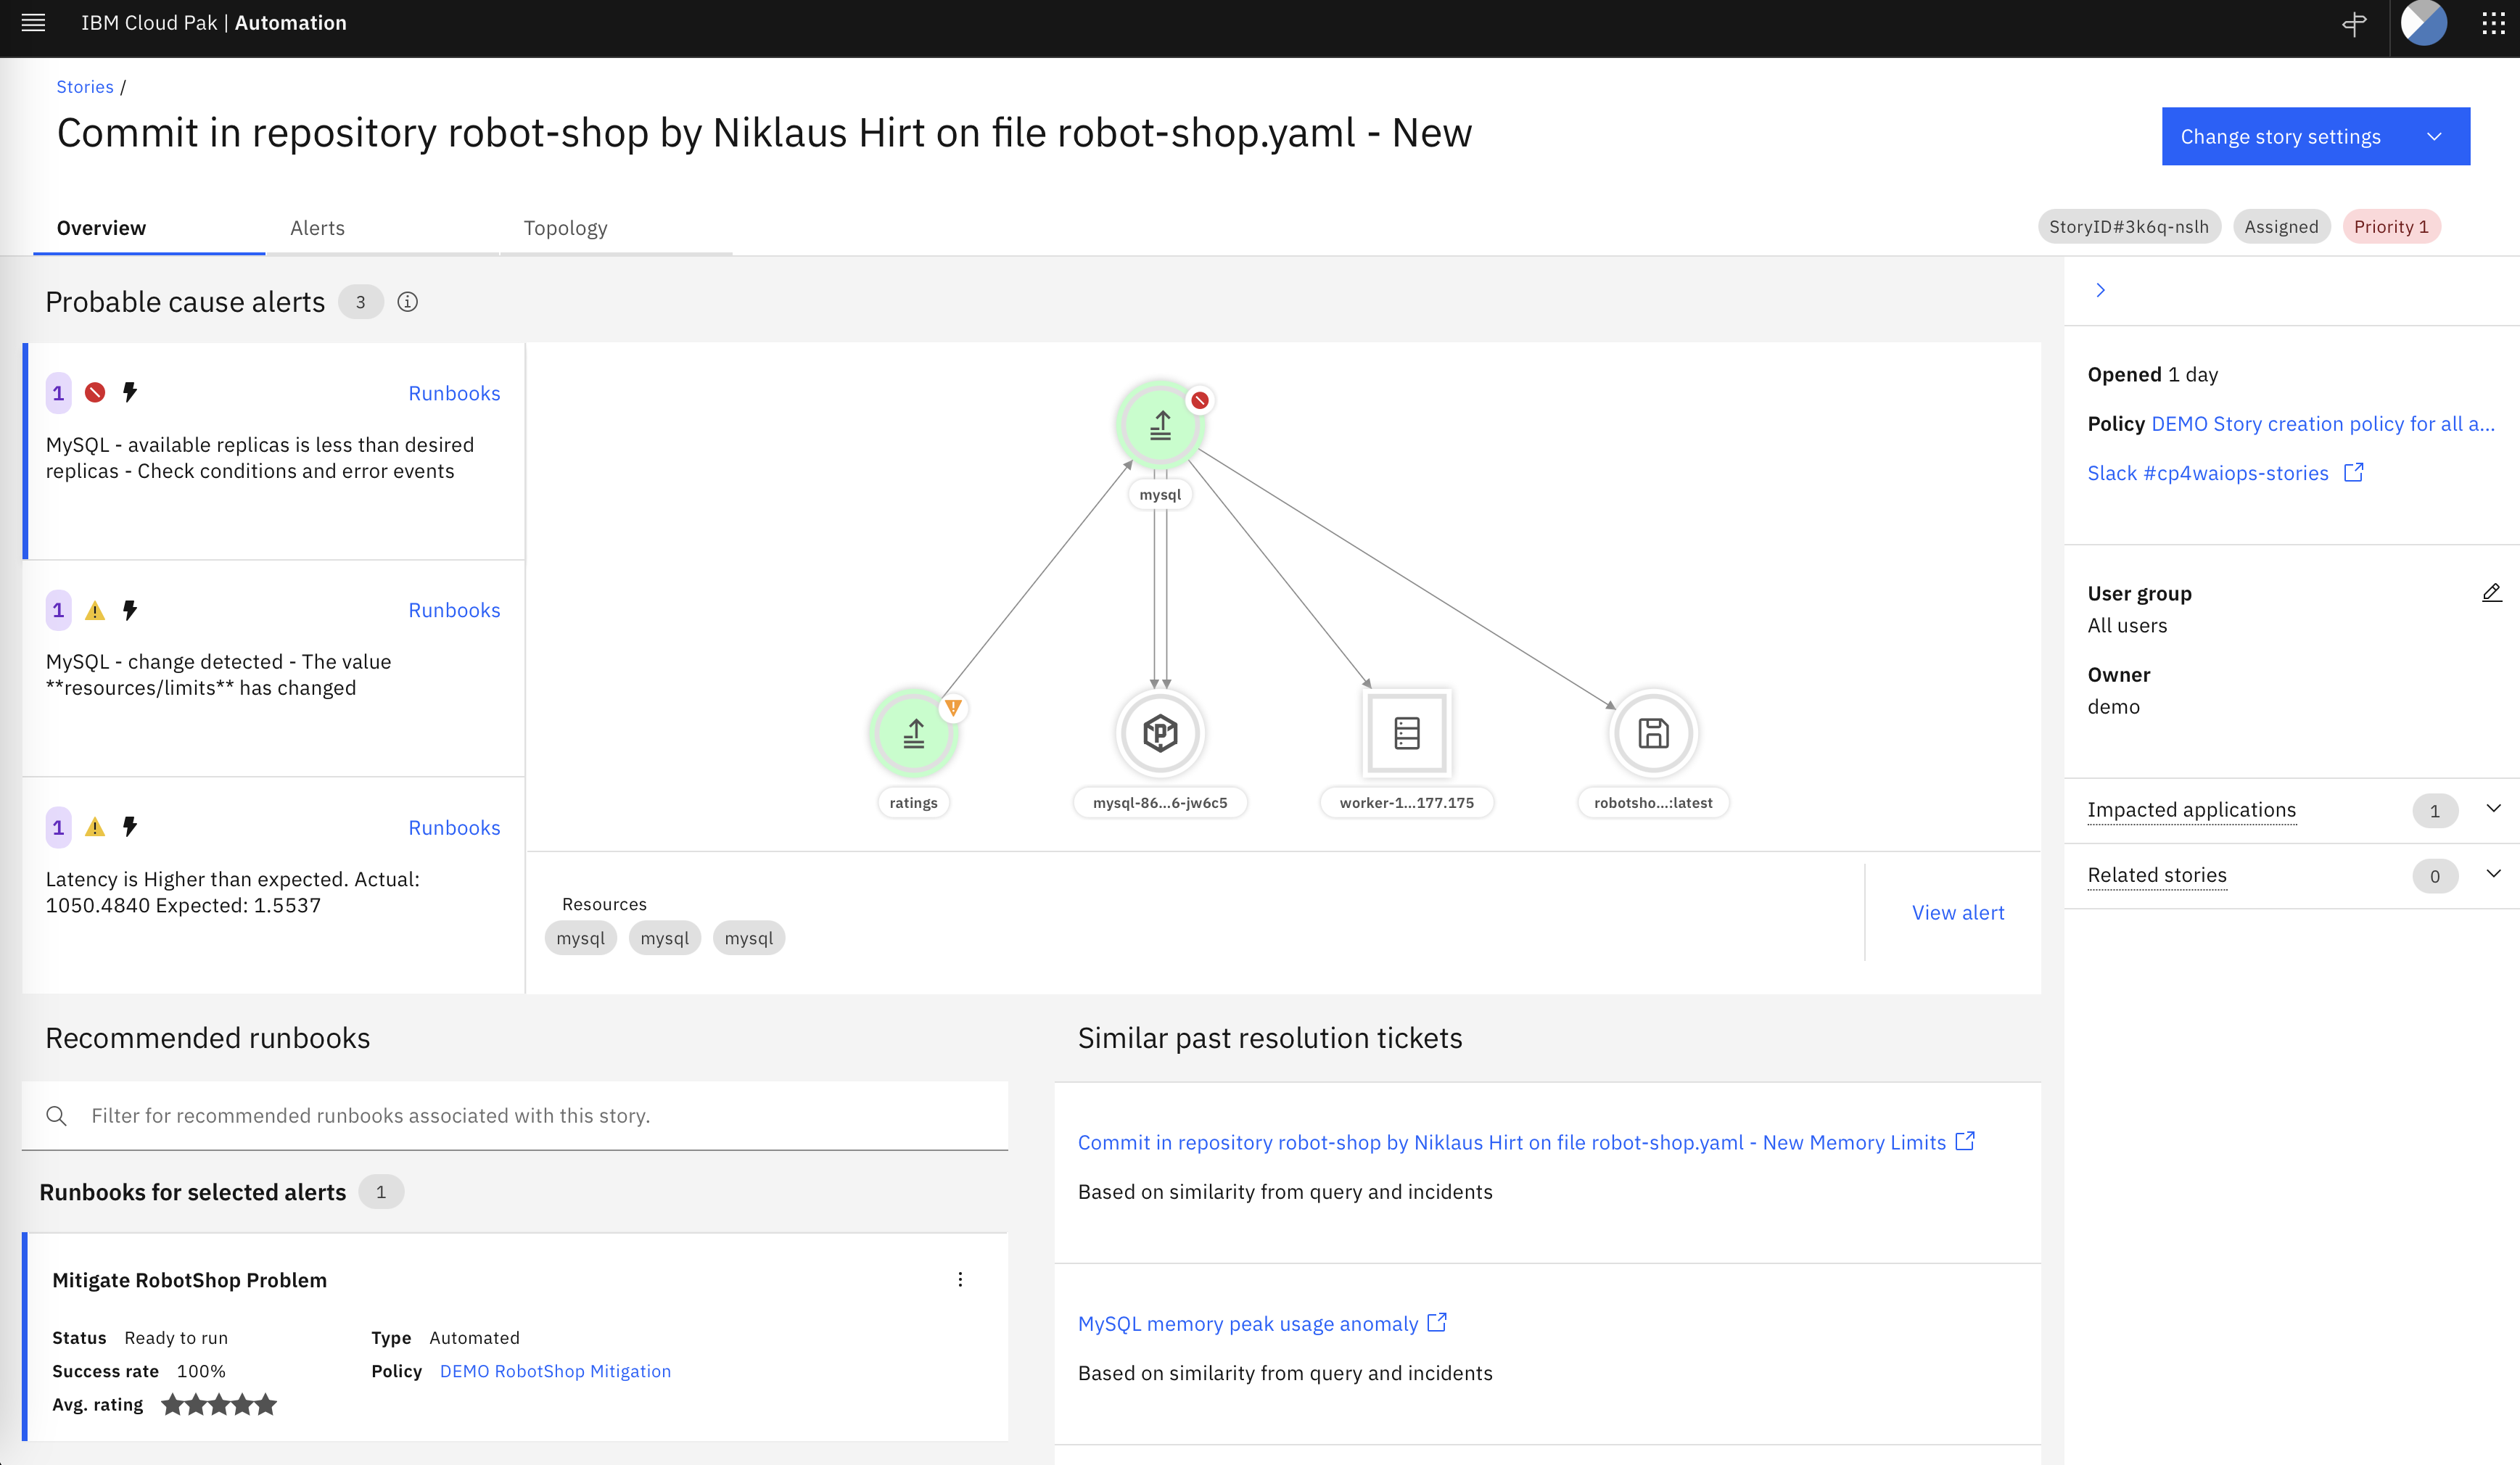 IBM Cloud Pak | Automation
Stories /
Commit in repository robot-shop by Niklaus Hirt on file robot-shop.yaml - New
Change story settings
Overview
Alerts
Topology
StoryID#3k6q-nslh
Assigned
Priority 1
Probable cause alerts 3
1
Runbooks
MySQL - available replicas is less than desired
replicas - Check conditions and error events
1
Runbooks
MySQL - change detected - The value
**resources/limits** has changed
1
Runbooks
Latency is Higher than expected. Actual:
1050.4840 Expected: 1.5537
mysql
ratings
mysql-86...6-jw6c5
worker-1...177.175
robotsho...:latest
Resources
mysql
mysql
mysql
View alert
Opened 1 day
Policy DEMO Story creation policy for all a...
Slack #cp4waiops-stories
User group
All users
Owner
demo
Impacted applications 1
Related stories 0
Recommended runbooks
Filter for recommended runbooks associated with this story.
Runbooks for selected alerts 1
Mitigate RobotShop Problem
Status Ready to run
Type Automated
Success rate 100%
Policy DEMO RobotShop Mitigation
Avg. rating
Similar past resolution tickets
Commit in repository robot-shop by Niklaus Hirt on file robot-shop.yaml - New Memory Limits
Based on similarity from query and incidents
MySQL memory peak usage anomaly
Based on similarity from query and incidents